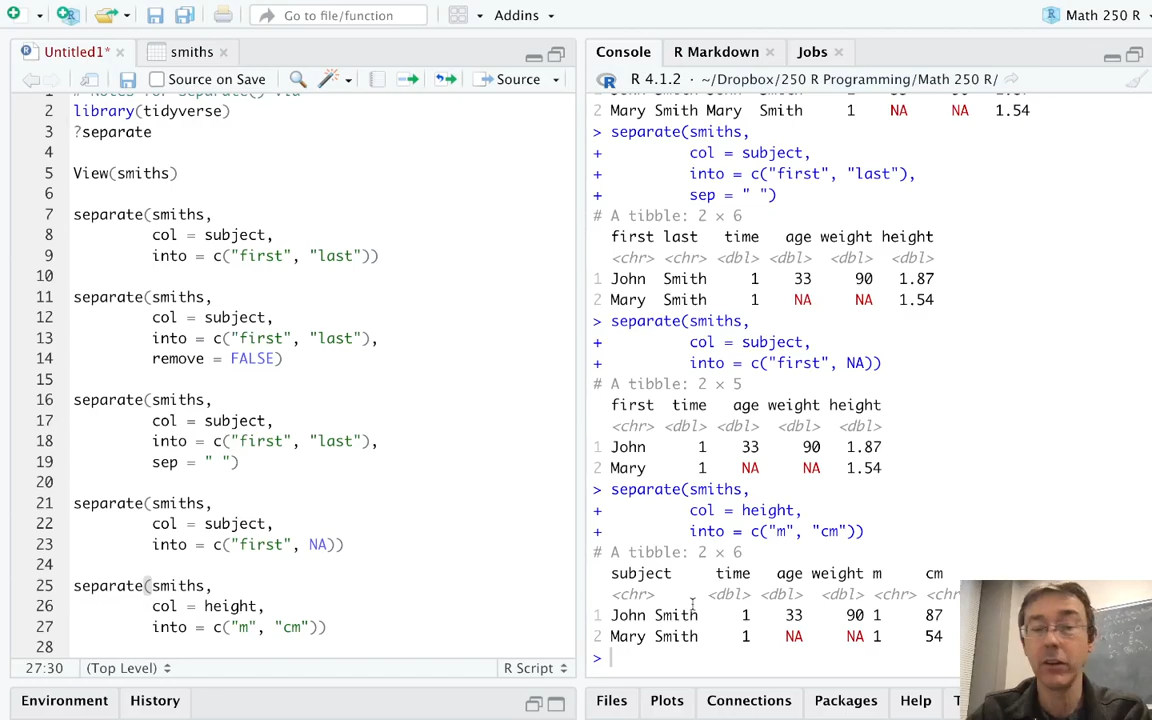 Go to file/function
Addins
Math 250 R
Untitled1*
smiths
Source on Save
Source
1 # Notes for separate() vid
2 library(tidyverse)
3 ?separate
4
5 View(smiths)
6
7 separate(smiths,
8 col = subject,
9 into = c("first", "last"))
10
11 separate(smiths,
12 col = subject,
13 into = c("first", "last"),
14 remove = FALSE)
15
16 separate(smiths,
17 col = subject,
18 into = c("first", "last"),
19 sep = " ")
20
21 separate(smiths,
22 col = subject,
23 into = c("first", NA))
24
25 separate(smiths,
26 col = height,
27 into = c("m", "cm"))
28
27:30 (Top Level) R Script
Environment History
Console R Markdown Jobs
R 4.1.2 · ~/Dropbox/250 R Programming/Math 250 R/
2 Mary Smith Mary Smith 1 NA NA 1.54
> separate(smiths,
+ col = subject,
+ into = c("first", "last"),
+ sep = " ")
# A tibble: 2 × 6
first last time age weight height
<chr> <chr> <dbl> <dbl> <dbl> <dbl>
1 John Smith 1 33 90 1.87
2 Mary Smith 1 NA NA 1.54
> separate(smiths,
+ col = subject,
+ into = c("first", NA))
# A tibble: 2 × 5
first time age weight height
<chr> <dbl> <dbl> <dbl> <dbl>
1 John 1 33 90 1.87
2 Mary 1 NA NA 1.54
> separate(smiths,
+ col = height,
+ into = c("m", "cm"))
# A tibble: 2 × 6
subject time age weight m cm
<chr> <dbl> <dbl> <dbl> <chr> <chr
1 John Smith 1 33 90 1 87
2 Mary Smith 1 NA NA 1 54
>
Files Plots Connections Packages Help